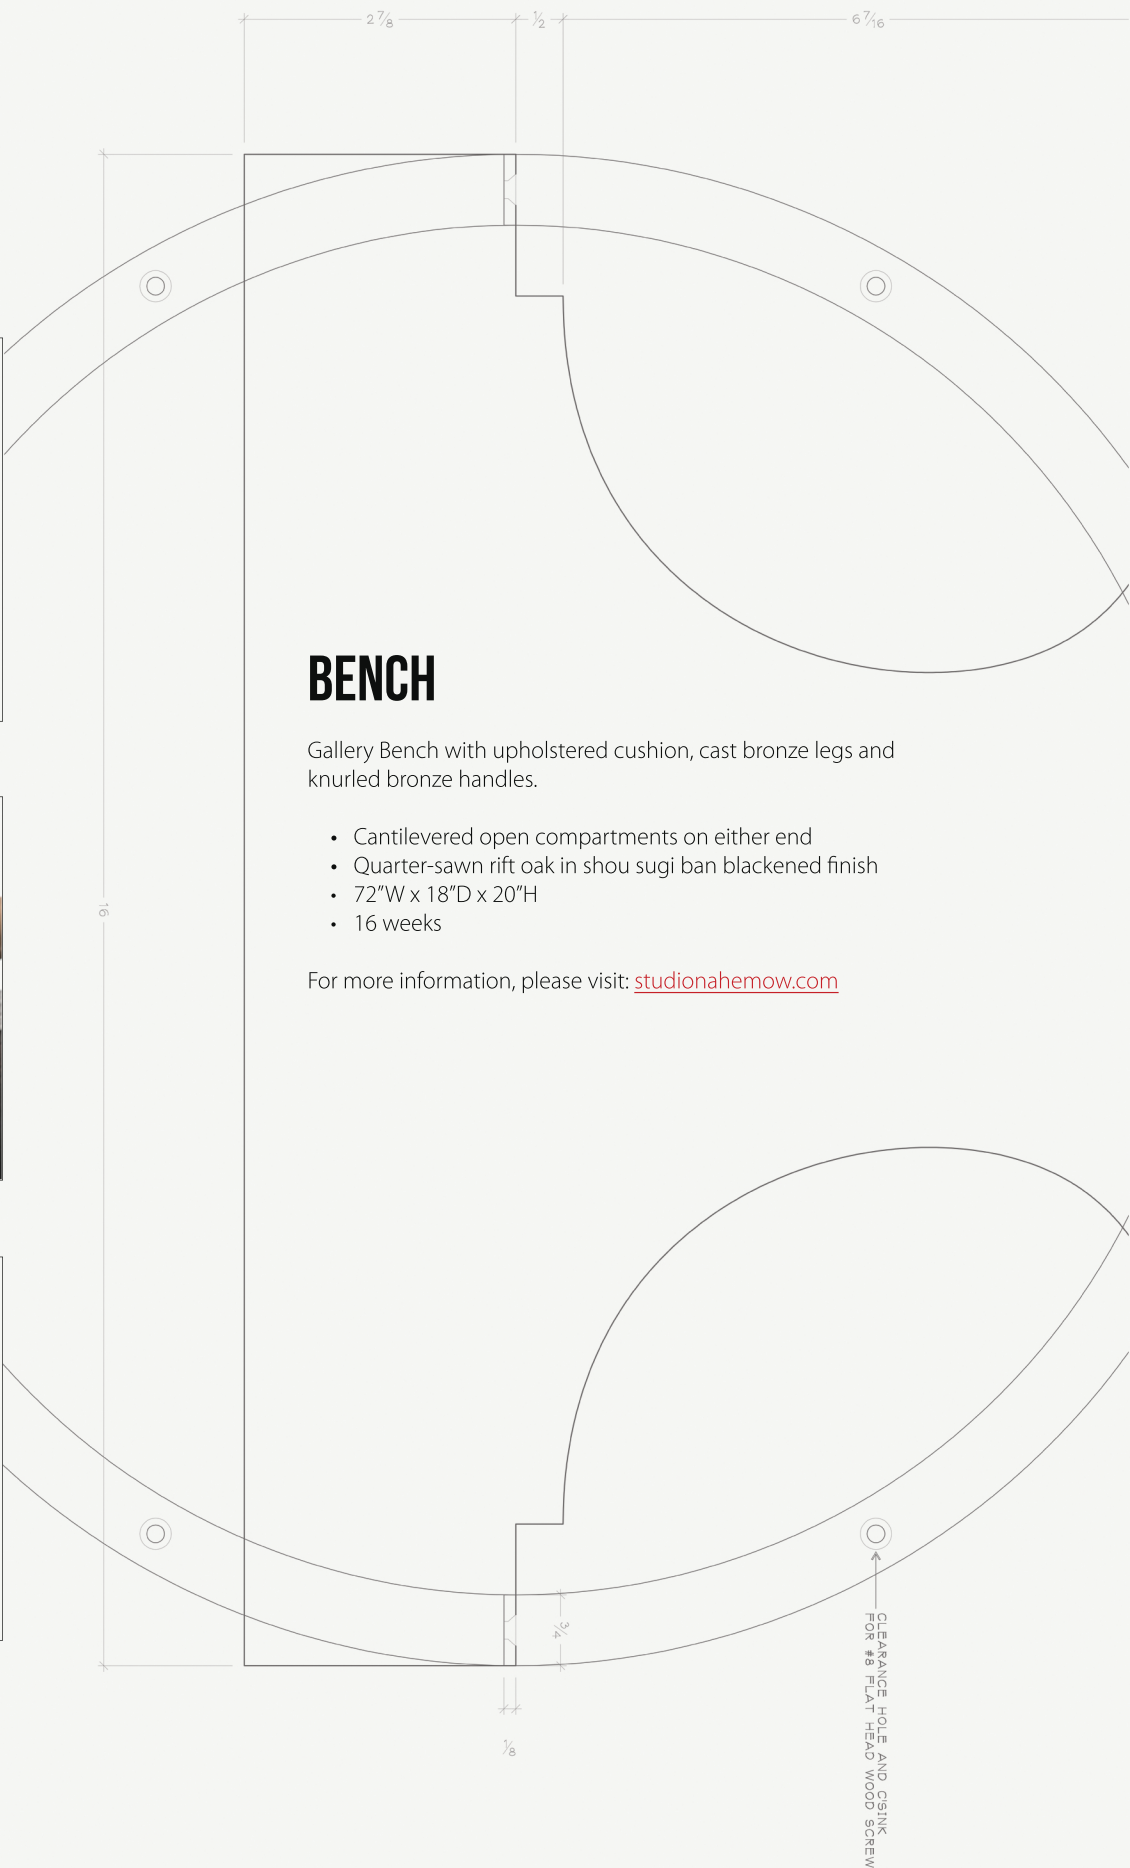 2 7/8
1/2
6 7/16
BENCH
Gallery Bench with upholstered cushion, cast bronze legs and
knurled bronze handles.
• Cantilevered open compartments on either end
• Quarter-sawn rift oak in shou sugi ban blackened finish
• 72”W x 18”D x 20”H
• 16 weeks
16
For more information, please visit: studionahemow.com
3/4
1/8
CLEARANCE HOLE AND C'SINK
FOR #8 FLAT HEAD WOOD SCREW